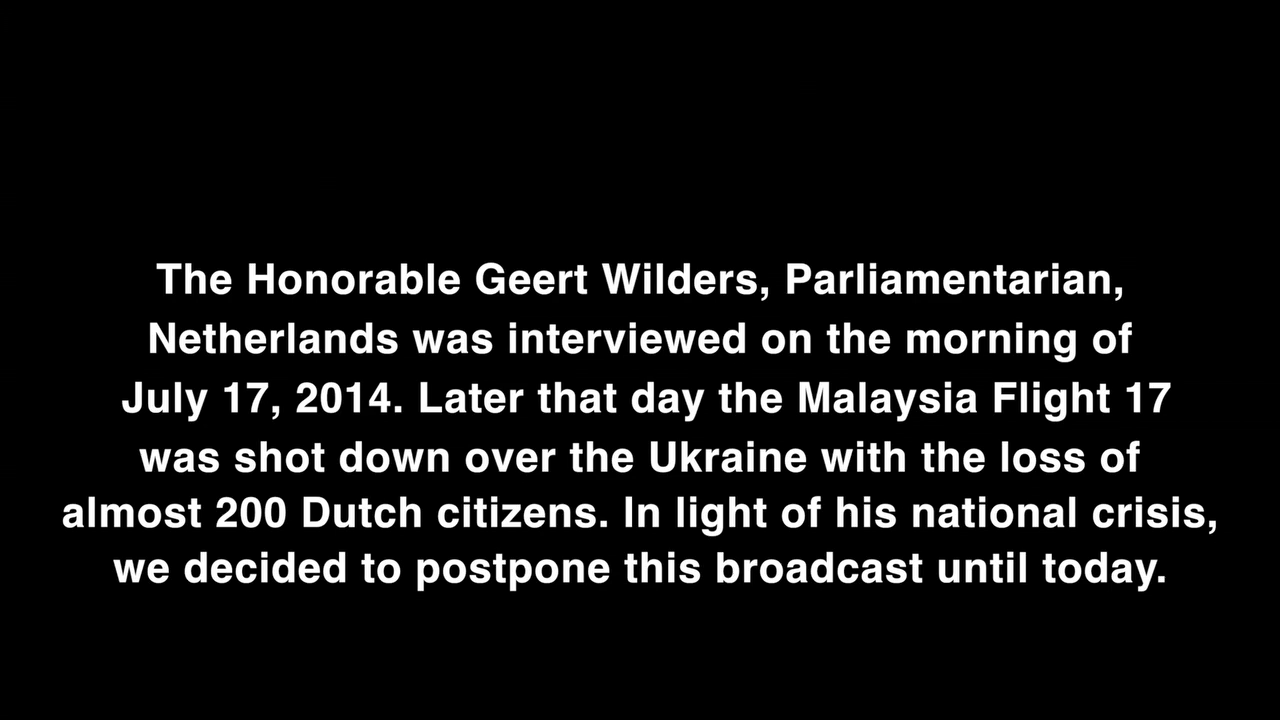 The Honorable Geert Wilders, Parliamentarian,
Netherlands was interviewed on the morning of
July 17, 2014. Later that day the Malaysia Flight 17
was shot down over the Ukraine with the loss of
almost 200 Dutch citizens. In light of his national crisis,
we decided to postpone this broadcast until today.